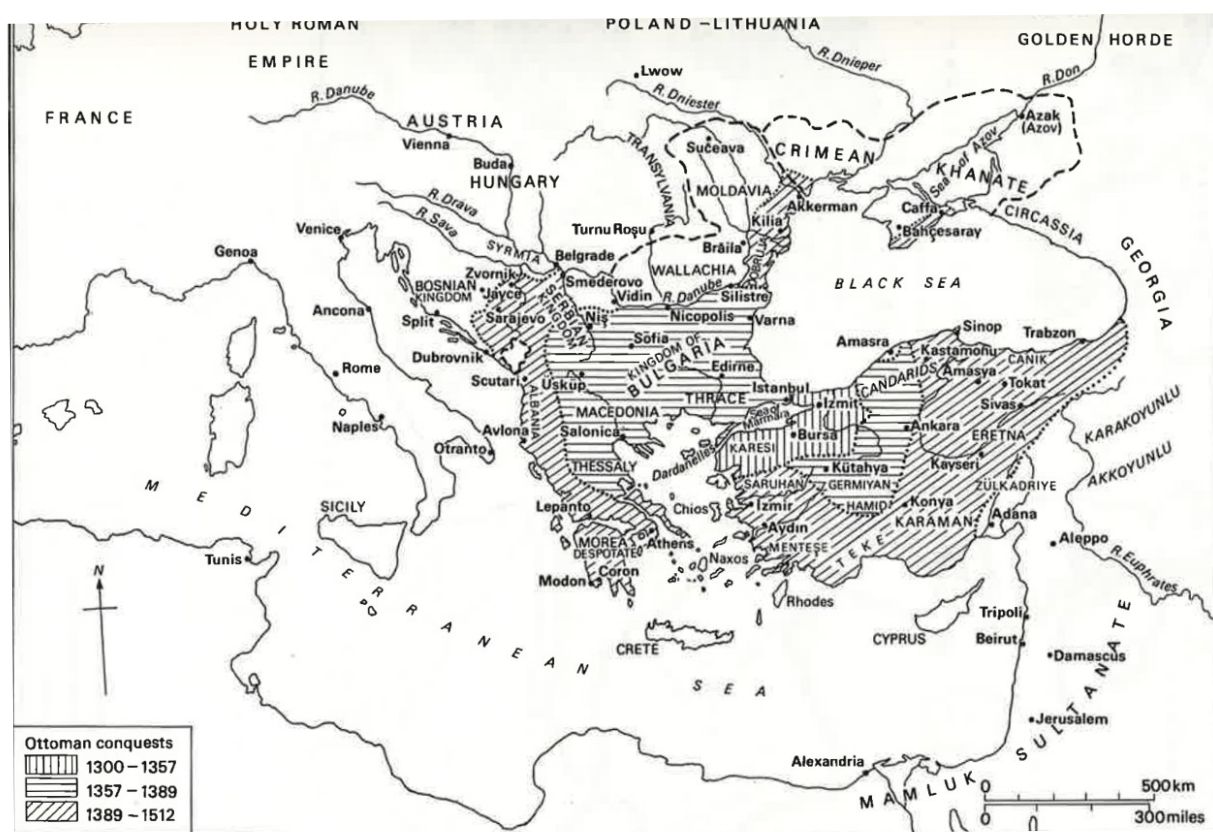 HOLY ROMAN
EMPIRE
POLAND-LITHUANIA
GOLDEN HORDE
R. Dnieper
R. Don
Lwow
R. Dniester
R. Danube
FRANCE
AUSTRIA
Vienna
Azak
(Azov)
Sea of Azov
CRIMEAN
KHANATE
Sučeava
TRANSYLVANIA
Buda
HUNGARY
MOLDAVIA
Akkerman
Kilia
Caffa
Bahçesaray
CIRCASSIA
R. Drava
R. Sava
SYRMIA
Turnu Roşu
Brăila
Venice
Genoa
Belgrade
WALLACHIA
DOBRUJA
GEORGIA
Zvornik
BOSNIAN
KINGDOM
Jayce
Smederovo
Vidin
R. Danube
Silistre
BLACK SEA
SERBIAN
KINGDOM
Ancona
Split
Sarajevo
Niş
Nicopolis
Varna
Sofia
KINGDOM OF
BULGARIA
Sinop
Trabzon
Amasra
Kastamonu
CANIK
Dubrovnik
Rome
Scutari
Usküp
Edirne
Istanbul
CANDARIDS
Amasya
Tokat
ALBANIA
THRACE
Izmit
Sivas
Naples
MACEDONIA
Sea of
Marmara
Avlona
Salonica
Bursa
Ankara
ERETNA
KARAKOYUNLU
Otranto
Dardanelles
KARESI
THESSALY
Kütahya
Kayseri
AKKOYUNLU
SARUHAN
GERMIYAN
ZÜLKADRIYE
Lepanto
Chios
Izmir
HAMID
Konya
SICILY
KARAMAN
Adana
Aydın
MOREA
DESPOTATE
Athens
MENTEŞE
TEKE
Aleppo
Tunis
Naxos
Modon
Coron
Rhodes
R. Euphrates
N
CRETE
CYPRUS
Tripoli
Beirut
Damascus
MEDITERRANEAN
SEA
Jerusalem
Alexandria
MAMLUK SULTANATE
Ottoman conquests
1300-1357
1357-1389
1389-1512
0 500km
0 300miles